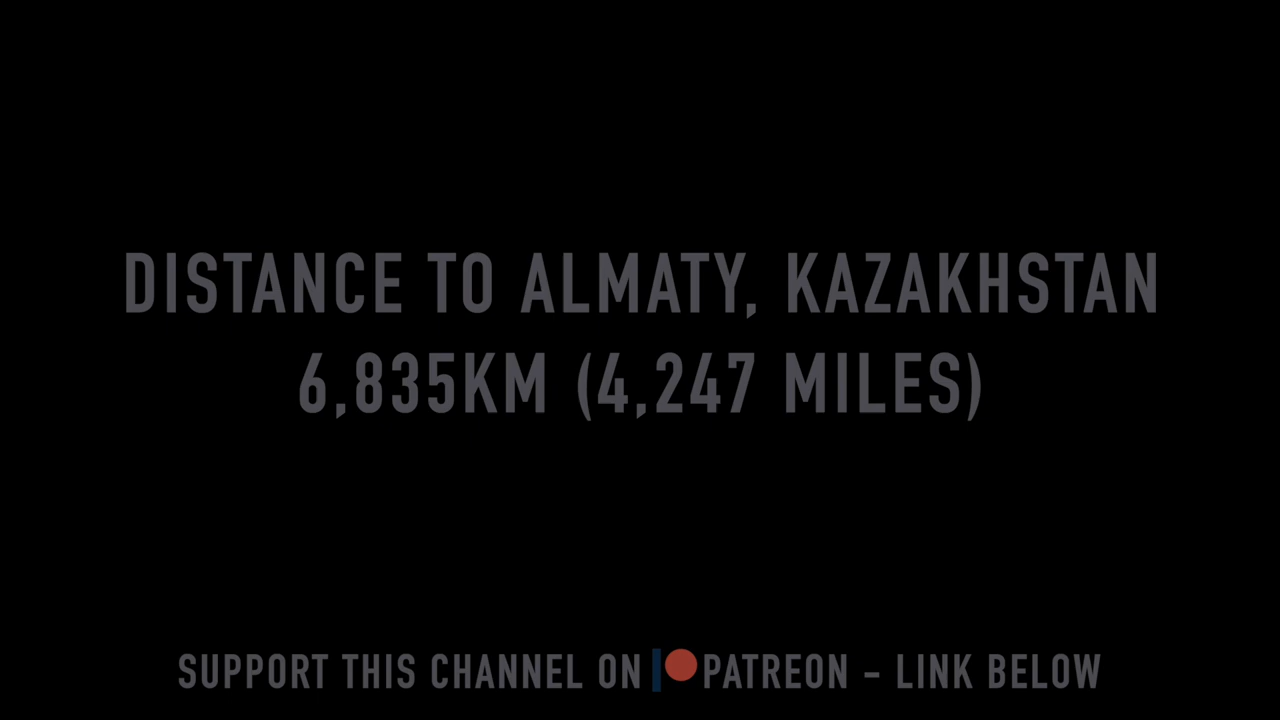 DISTANCE TO ALMATY, KAZAKHSTAN
6,835KM (4,247 MILES)
SUPPORT THIS CHANNEL ON PATREON - LINK BELOW